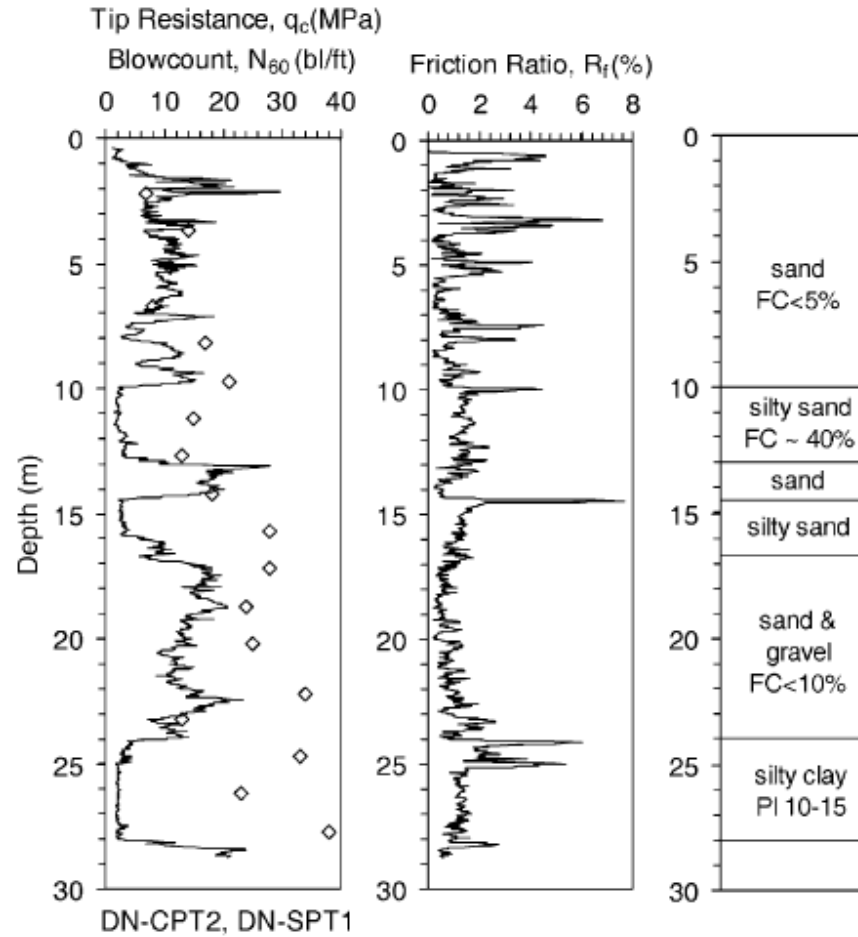 Tip Resistance, qc(MPa)
Blowcount, N60 (bl/ft)
0 10 20 30 40
Friction Ratio, Rf(%)
0 2 4 6 8
Depth (m)
0
5
10
15
20
25
30
0
5
10
15
20
25
30
0
5
10
15
20
25
30
sand
FC<5%
silty sand
FC ~ 40%
sand
silty sand
sand &
gravel
FC<10%
silty clay
PI 10-15
DN-CPT2, DN-SPT1